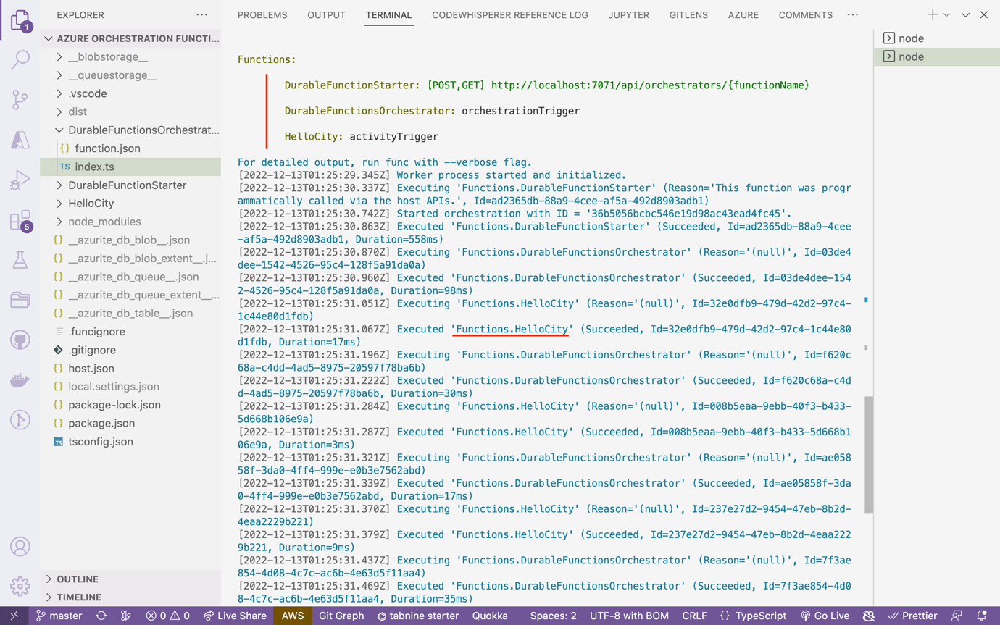 EXPLORER
PROBLEMS OUTPUT TERMINAL CODEWHISPERER REFERENCE LOG JUPYTER GITLENS AZURE COMMENTS
1
5
AZURE ORCHESTRATION FUNCTI...
__blobstorage__
__queuestorage__
.vscode
dist
DurableFunctionsOrchestrat...
{} function.json
TS index.ts
DurableFunctionStarter
HelloCity
node_modules
{} __azurite_db_blob__.json
{} __azurite_db_blob_extent__.j...
{} __azurite_db_queue__.json
{} __azurite_db_queue_extent__...
{} __azurite_db_table__.json
.funcignore
.gitignore
{} host.json
{} local.settings.json
{} package-lock.json
{} package.json
TS tsconfig.json
OUTLINE
TIMELINE
Functions:
DurableFunctionStarter: [POST,GET] http://localhost:7071/api/orchestrators/{functionName}
DurableFunctionsOrchestrator: orchestrationTrigger
HelloCity: activityTrigger
For detailed output, run func with --verbose flag.
[2022-12-13T01:25:29.345Z] Worker process started and initialized.
[2022-12-13T01:25:30.337Z] Executing 'Functions.DurableFunctionStarter' (Reason='This function was progr
ammatically called via the host APIs.', Id=ad2365db-88a9-4cee-af5a-492d8903adb1)
[2022-12-13T01:25:30.742Z] Started orchestration with ID = '36b5056bcbc546e19d98ac43ead4fc45'.
[2022-12-13T01:25:30.863Z] Executed 'Functions.DurableFunctionStarter' (Succeeded, Id=ad2365db-88a9-4cee
-af5a-492d8903adb1, Duration=558ms)
[2022-12-13T01:25:30.870Z] Executing 'Functions.DurableFunctionsOrchestrator' (Reason='(null)', Id=03de4
dee-1542-4526-95c4-128f5a91da0a)
[2022-12-13T01:25:30.960Z] Executed 'Functions.DurableFunctionsOrchestrator' (Succeeded, Id=03de4dee-154
2-4526-95c4-128f5a91da0a, Duration=98ms)
[2022-12-13T01:25:31.051Z] Executing 'Functions.HelloCity' (Reason='(null)', Id=32e0dfb9-479d-42d2-97c4-
1c44e80d1fdb)
[2022-12-13T01:25:31.067Z] Executed 'Functions.HelloCity' (Succeeded, Id=32e0dfb9-479d-42d2-97c4-1c44e80
d1fdb, Duration=17ms)
[2022-12-13T01:25:31.196Z] Executing 'Functions.DurableFunctionsOrchestrator' (Reason='(null)', Id=f620c
68a-c4dd-4ad5-8975-20597f78ba6b)
[2022-12-13T01:25:31.222Z] Executed 'Functions.DurableFunctionsOrchestrator' (Succeeded, Id=f620c68a-c4d
d-4ad5-8975-20597f78ba6b, Duration=30ms)
[2022-12-13T01:25:31.284Z] Executing 'Functions.HelloCity' (Reason='(null)', Id=008b5eaa-9ebb-40f3-b433-
5d668b106e9a)
[2022-12-13T01:25:31.287Z] Executed 'Functions.HelloCity' (Succeeded, Id=008b5eaa-9ebb-40f3-b433-5d668b1
06e9a, Duration=3ms)
[2022-12-13T01:25:31.321Z] Executing 'Functions.DurableFunctionsOrchestrator' (Reason='(null)', Id=ae058
58f-3da0-4ff4-999e-e0b3e7562abd)
[2022-12-13T01:25:31.339Z] Executed 'Functions.DurableFunctionsOrchestrator' (Succeeded, Id=ae05858f-3da
0-4ff4-999e-e0b3e7562abd, Duration=17ms)
[2022-12-13T01:25:31.370Z] Executing 'Functions.HelloCity' (Reason='(null)', Id=237e27d2-9454-47eb-8b2d-
4eaa2229b221)
[2022-12-13T01:25:31.379Z] Executed 'Functions.HelloCity' (Succeeded, Id=237e27d2-9454-47eb-8b2d-4eaa222
9b221, Duration=9ms)
[2022-12-13T01:25:31.437Z] Executing 'Functions.DurableFunctionsOrchestrator' (Reason='(null)', Id=7f3ae
854-4d08-4c7c-ac6b-4e63d5f11aa4)
[2022-12-13T01:25:31.469Z] Executed 'Functions.DurableFunctionsOrchestrator' (Succeeded, Id=7f3ae854-4d0
8-4c7c-ac6b-4e63d5f11aa4, Duration=35ms)
node
node
master 0 0 Live Share AWS Git Graph tabnine starter Quokka Spaces: 2 UTF-8 with BOM CRLF {} TypeScript Go Live Prettier